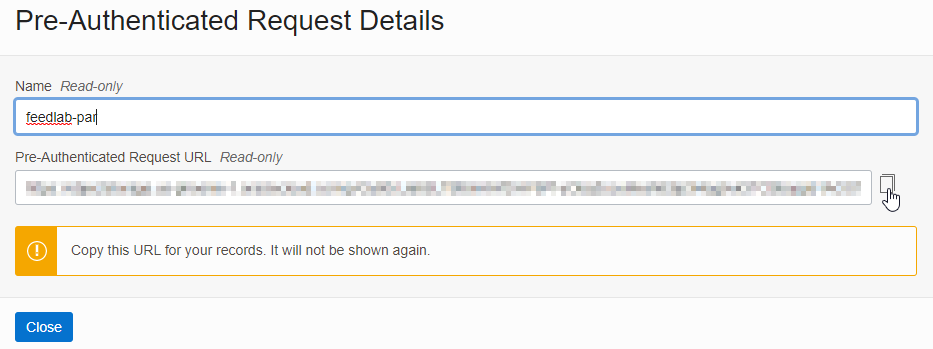 Pre-Authenticated Request Details
Name Read-only
feedlab-par
Pre-Authenticated Request URL Read-only
Copy this URL for your records. It will not be shown again.
Close